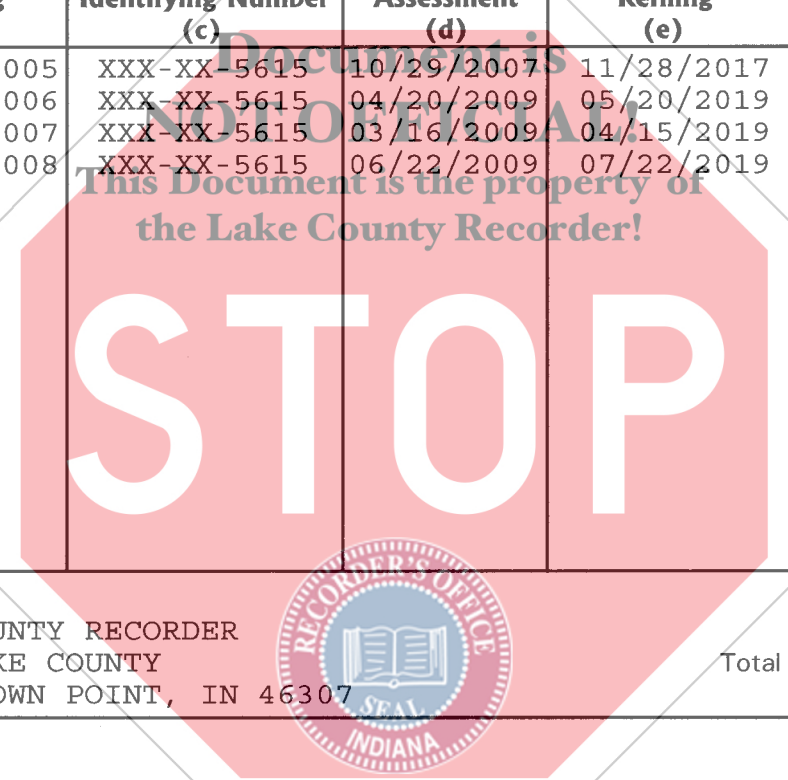 Identifying Number Assessment Refiling
(c) (d) (e)
005 XXX-XX-5615 10/29/2007 11/28/2017
006 XXX-XX-5615 04/20/2009 05/20/2019
007 XXX-XX-5615 03/16/2009 04/15/2019
008 XXX-XX-5615 06/22/2009 07/22/2019
Document is
NOT OFFICIAL!
This Document is the property of
the Lake County Recorder!
STOP
UNTY RECORDER
KE COUNTY
OWN POINT, IN 46307
Total
RECORDER'S OFFICE
SEAL
INDIANA